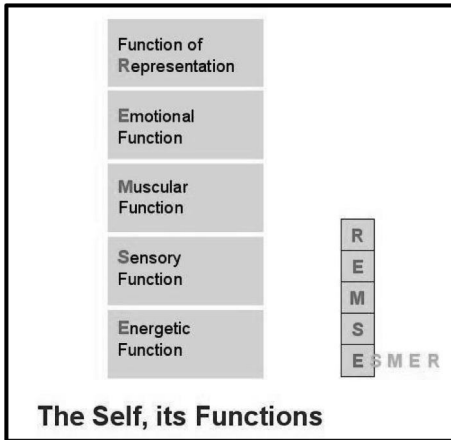 Function of
Representation
Emotional
Function
Muscular
Function
Sensory
Function
Energetic
Function
R
E
M
S
E S M E R
The Self, its Functions